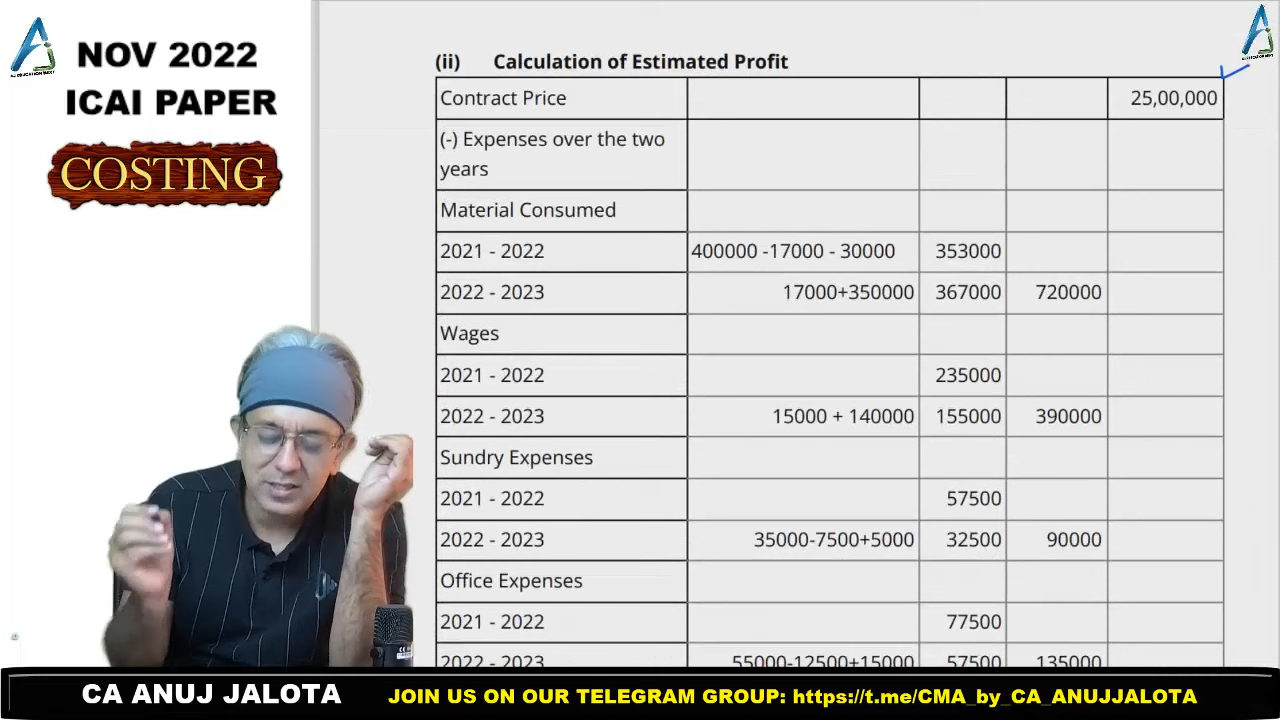 NOV 2022
ICAI PAPER
COSTING
(ii) Calculation of Estimated Profit
Contract Price 25,00,000
(-) Expenses over the two
years
Material Consumed
2021 - 2022 400000 -17000 - 30000 353000
2022 - 2023 17000+350000 367000 720000
Wages
2021 - 2022 235000
2022 - 2023 15000 + 140000 155000 390000
Sundry Expenses
2021 - 2022 57500
2022 - 2023 35000-7500+5000 32500 90000
Office Expenses
2021 - 2022 77500
2022 - 2023 55000-12500+15000 57500 135000
CA ANUJ JALOTA JOIN US ON OUR TELEGRAM GROUP: https://t.me/CMA_by_CA_ANUJJALOTA